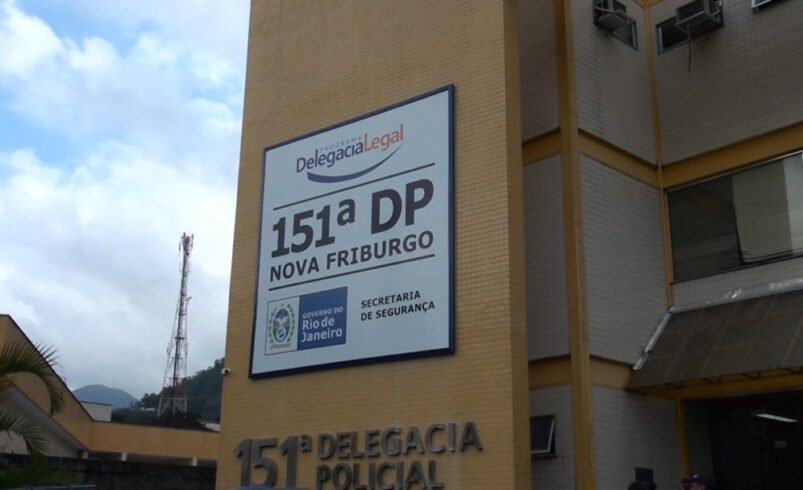 PROGRAMA
DelegaciaLegal
151ª DP
NOVA FRIBURGO
GOVERNO DO
Rio de
Janeiro
SECRETARIA
DE SEGURANÇA
151ª DELEGACIA
POLICIAL